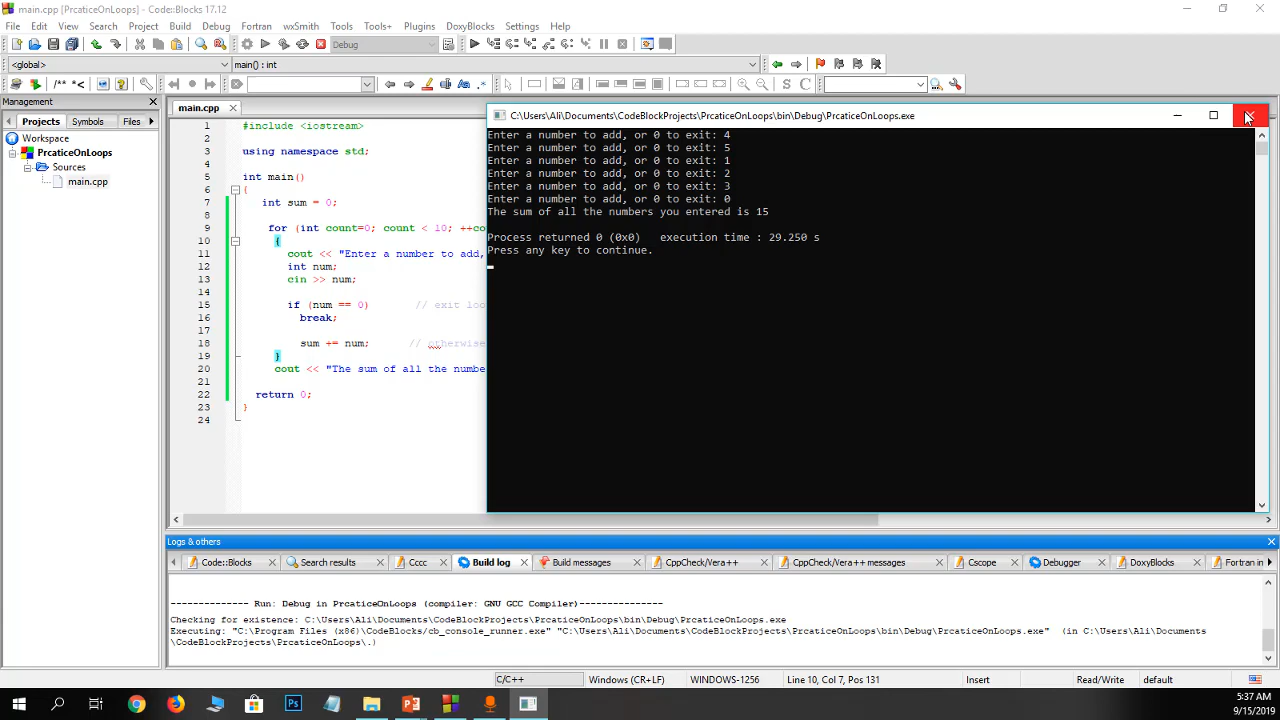 main.cpp [PrcaticeOnLoops] - Code::Blocks 17.12
File Edit View Search Project Build Debug Fortran wxSmith Tools Tools+ Plugins DoxyBlocks Settings Help
Debug
<global> main() : int
/** *<
Management
Projects Symbols Files
Workspace
PrcaticeOnLoops
Sources
main.cpp
main.cpp
1 #include <iostream>
2
3 using namespace std;
4
5 int main()
6 {
7 int sum = 0;
8
9 for (int count=0; count < 10; ++co
10 {
11 cout << "Enter a number to add,
12 int num;
13 cin >> num;
14
15 if (num == 0) // exit loo
16 break;
17
18 sum += num; // otherwise
19 }
20 cout << "The sum of all the numbe
21
22 return 0;
23 }
24
C:\Users\Ali\Documents\CodeBlockProjects\PrcaticeOnLoops\bin\Debug\PrcaticeOnLoops.exe
Enter a number to add, or 0 to exit: 4
Enter a number to add, or 0 to exit: 5
Enter a number to add, or 0 to exit: 1
Enter a number to add, or 0 to exit: 2
Enter a number to add, or 0 to exit: 3
Enter a number to add, or 0 to exit: 0
The sum of all the numbers you entered is 15
Process returned 0 (0x0) execution time : 29.250 s
Press any key to continue.
Logs & others
Code::Blocks Search results Cccc Build log Build messages CppCheck/Vera++ CppCheck/Vera++ messages Cscope Debugger DoxyBlocks Fortran in
-------------- Run: Debug in PrcaticeOnLoops (compiler: GNU GCC Compiler)---------------
Checking for existence: C:\Users\Ali\Documents\CodeBlockProjects\PrcaticeOnLoops\bin\Debug\PrcaticeOnLoops.exe
Executing: "C:\Program Files (x86)\CodeBlocks/cb_console_runner.exe" "C:\Users\Ali\Documents\CodeBlockProjects\PrcaticeOnLoops\bin\Debug\PrcaticeOnLoops.exe" (in C:\Users\Ali\Documents
\CodeBlockProjects\PrcaticeOnLoops\.)
C/C++ Windows (CR+LF) WINDOWS-1256 Line 10, Col 7, Pos 131 Insert Read/Write default
5:37 AM
9/15/2019